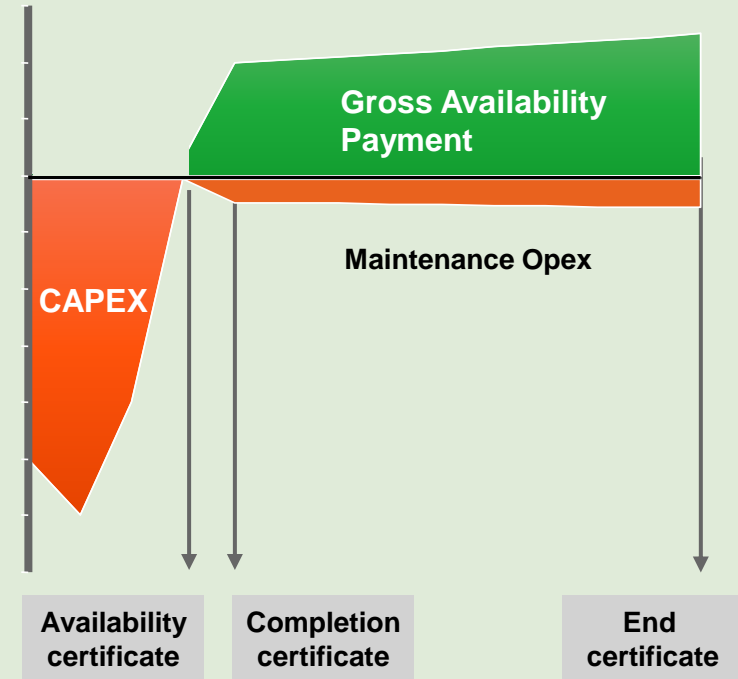 Gross Availability
Payment
CAPEX
Maintenance Opex
Availability
certificate
Completion
certificate
End
certificate